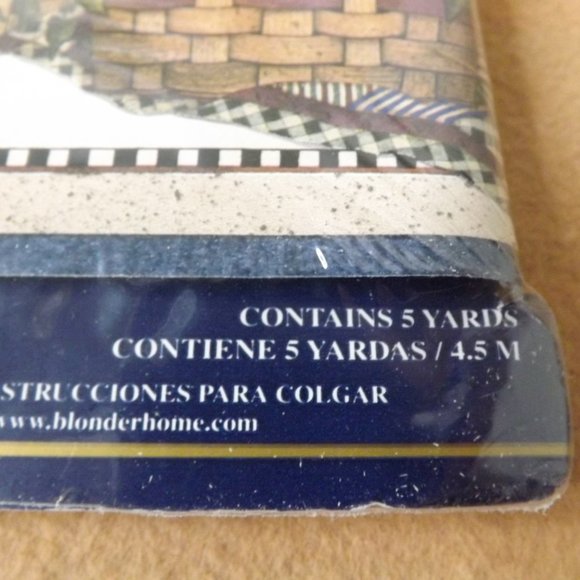 CONTAINS 5 YARDS
CONTIENE 5 YARDAS / 4.5 M
STRUCCIONES PARA COLGAR
www.blonderhome.com